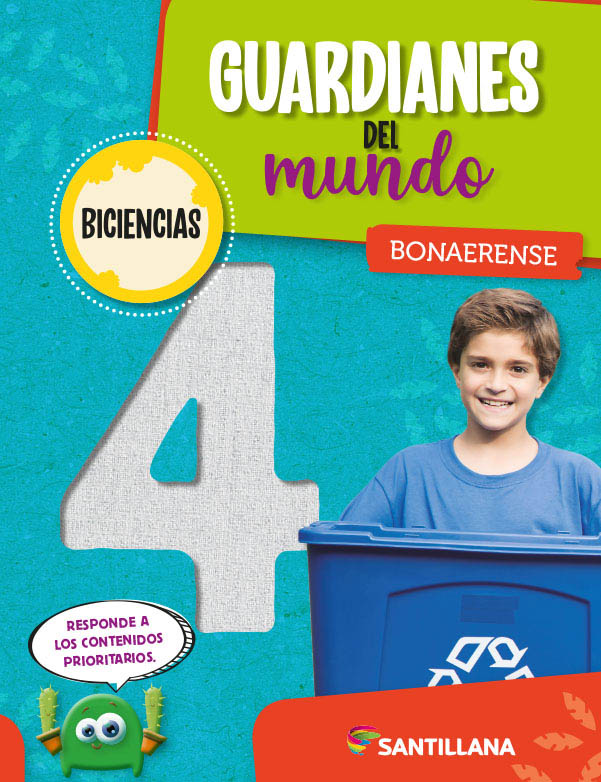 GUARDIANES
DEL
mundo
BICIENCIAS
BONAERENSE
4
RESPONDE A
LOS CONTENIDOS
PRIORITARIOS.
SANTILLANA